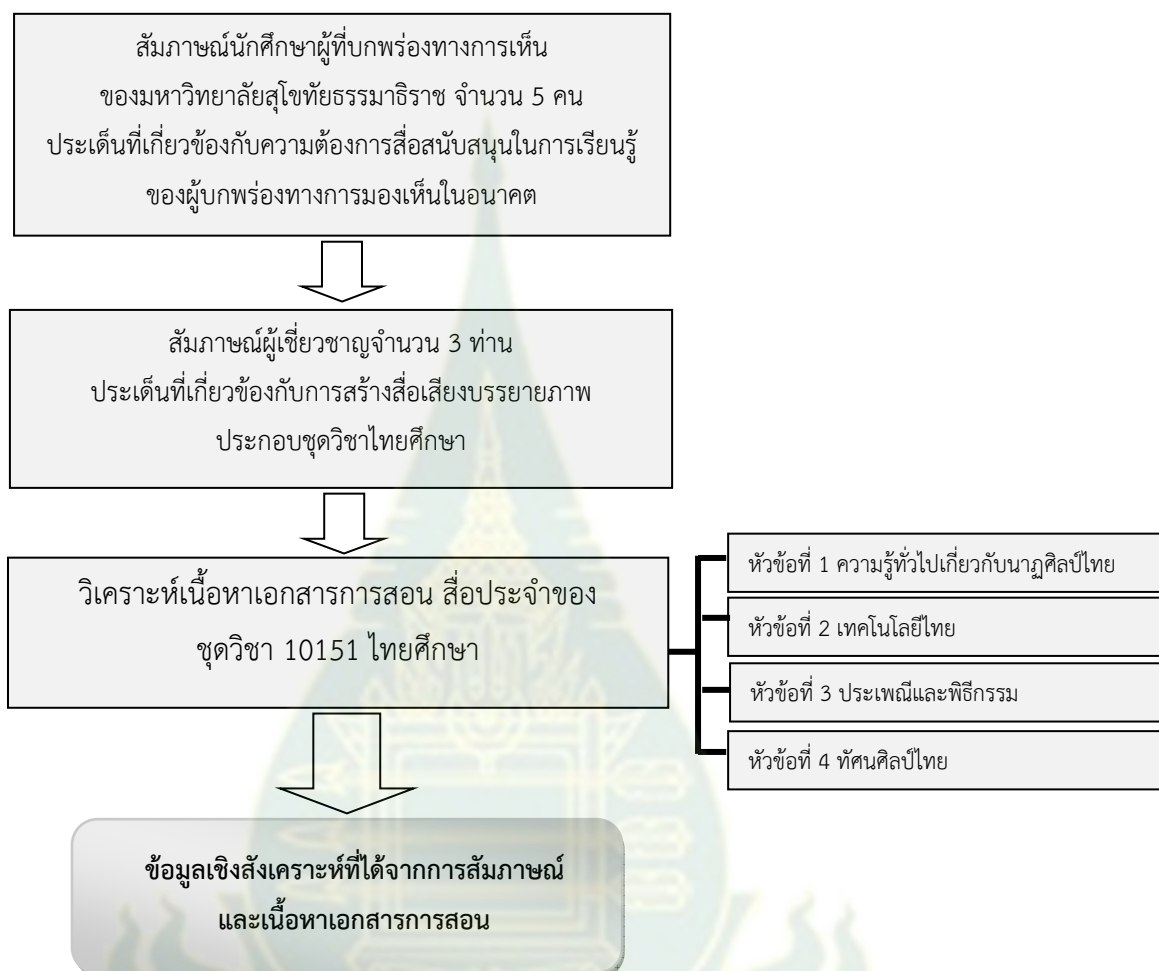 สัมภาษณ์นักศึกษาผู้ที่บกพร่องทางการเห็น
ของมหาวิทยาลัยสุโขทัยธรรมาธิราช จำนวน 5 คน
ประเด็นที่เกี่ยวข้องกับความต้องการสื่อสนับสนุนในการเรียนรู้
ของผู้บกพร่องทางการมองเห็นในอนาคต
สัมภาษณ์ผู้เชี่ยวชาญจำนวน 3 ท่าน
ประเด็นที่เกี่ยวข้องกับการสร้างสื่อเสียงบรรยายภาพ
ประกอบชุดวิชาไทยศึกษา
วิเคราะห์เนื้อหาเอกสารการสอน สื่อประจำของ
ชุดวิชา 10151 ไทยศึกษา
หัวข้อที่ 1 ความรู้ทั่วไปเกี่ยวกับนาฏศิลป์ไทย
หัวข้อที่ 2 เทคโนโลยีไทย
หัวข้อที่ 3 ประเพณีและพิธีกรรม
หัวข้อที่ 4 ทัศนศิลป์ไทย
ข้อมูลเชิงสังเคราะห์ที่ได้จากการสัมภาษณ์
และเนื้อหาเอกสารการสอน